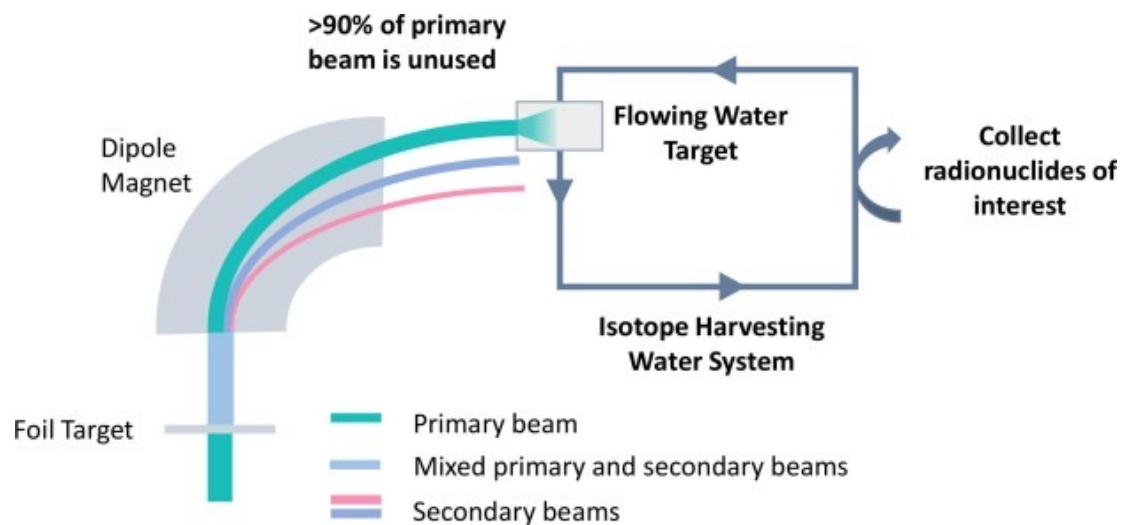 >90% of primary
beam is unused
Dipole
Magnet
Flowing Water
Target
Collect
radionuclides of
interest
Isotope Harvesting
Water System
Foil Target
Primary beam
Mixed primary and secondary beams
Secondary beams